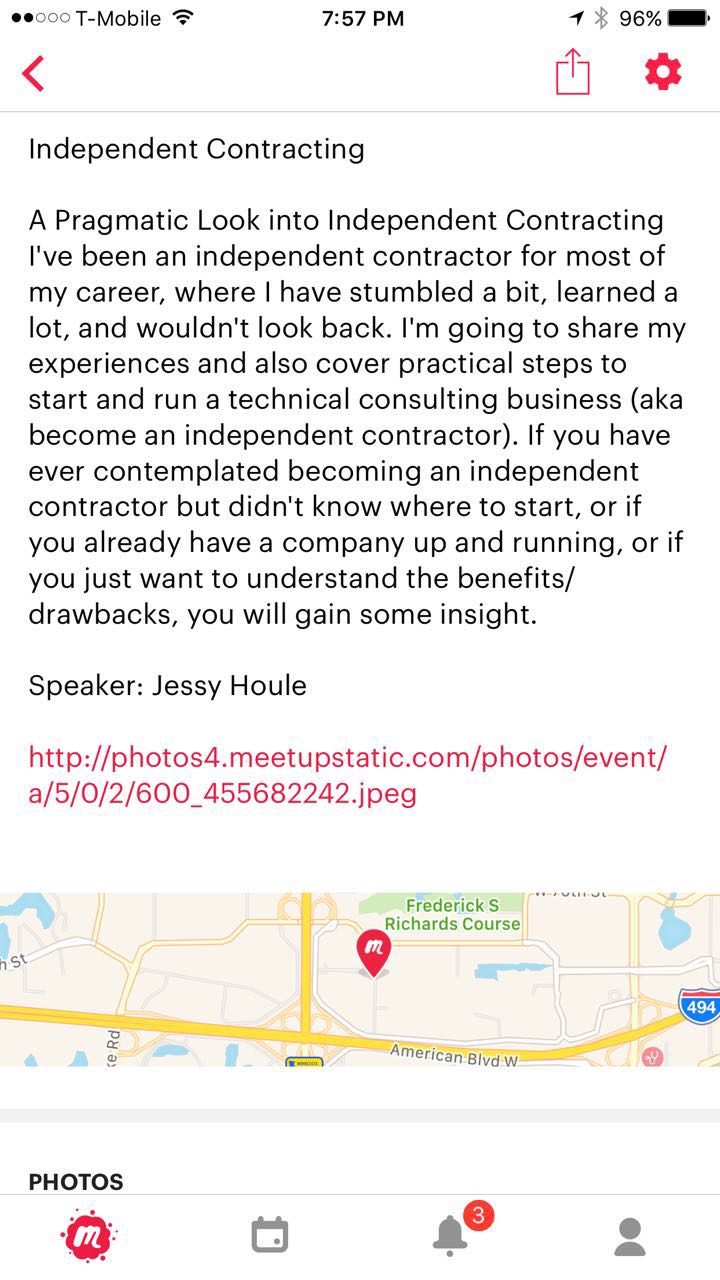 T-Mobile 7:57 PM 96%
Independent Contracting
A Pragmatic Look into Independent Contracting
I've been an independent contractor for most of
my career, where I have stumbled a bit, learned a
lot, and wouldn't look back. I'm going to share my
experiences and also cover practical steps to
start and run a technical consulting business (aka
become an independent contractor). If you have
ever contemplated becoming an independent
contractor but didn't know where to start, or if
you already have a company up and running, or if
you just want to understand the benefits/
drawbacks, you will gain some insight.
Speaker: Jessy Houle
http://photos4.meetupstatic.com/photos/event/
a/5/0/2/600_455682242.jpeg
Frederick S
Richards Course
m
h St
494
American Blvd W
ke Rd
MINNESOTA
PHOTOS
m
3